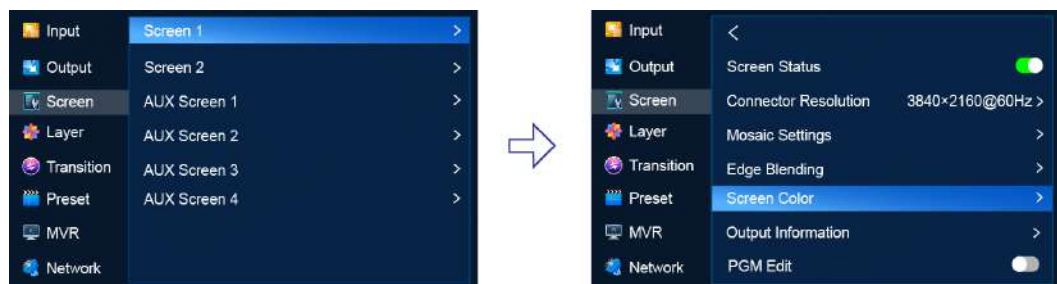 Input
Output
Screen
Layer
Transition
Preset
MVR
Network
Screen 1 >
Screen 2 >
AUX Screen 1 >
AUX Screen 2 >
AUX Screen 3 >
AUX Screen 4 >
Input
Output
Screen
Layer
Transition
Preset
MVR
Network
<
Screen Status
Connector Resolution 3840×2160@60Hz >
Mosaic Settings >
Edge Blending >
Screen Color >
Output Information >
PGM Edit